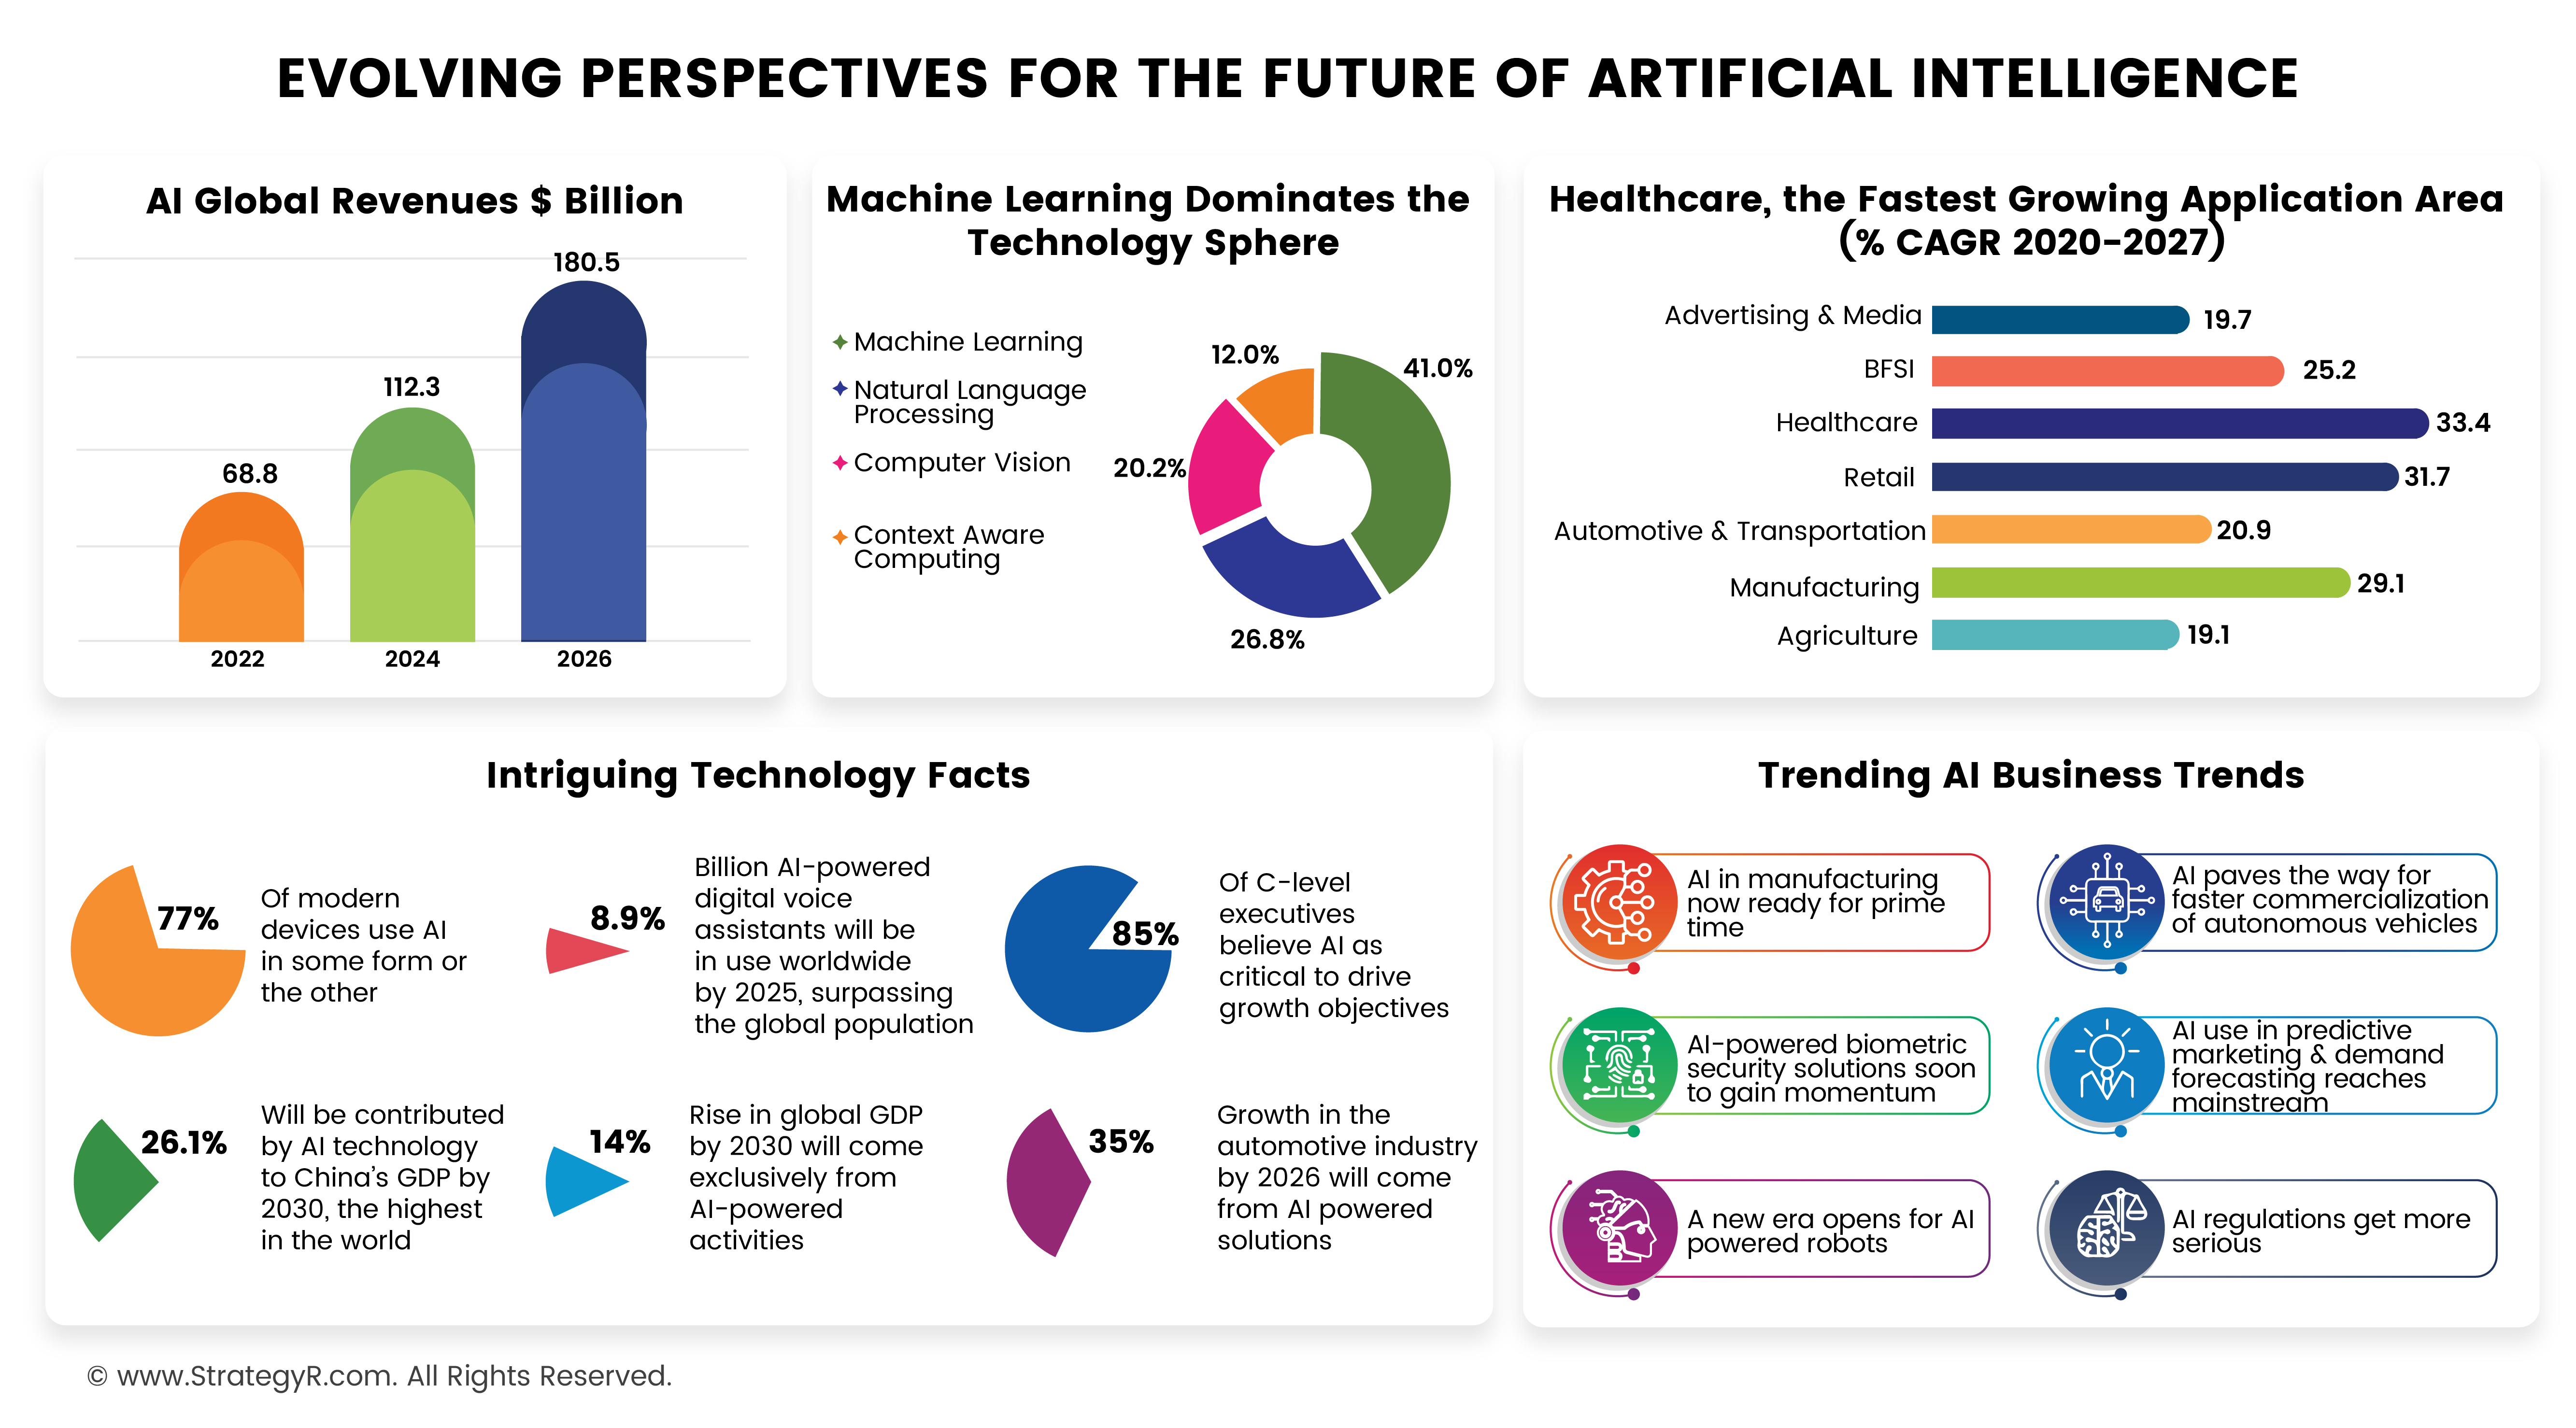 EVOLVING PERSPECTIVES FOR THE FUTURE OF ARTIFICIAL INTELLIGENCE
AI Global Revenues $ Billion
180.5
112.3
68.8
2022
2024
2026
Machine Learning Dominates the
Technology Sphere
Machine Learning
Natural Language
Processing
Computer Vision
Context Aware
Computing
12.0%
41.0%
20.2%
26.8%
Healthcare, the Fastest Growing Application Area
(% CAGR 2020-2027)
Advertising & Media 19.7
BFSI 25.2
Healthcare 33.4
Retail 31.7
Automotive & Transportation 20.9
Manufacturing 29.1
Agriculture 19.1
Intriguing Technology Facts
77%
Of modern
devices use AI
in some form or
the other
8.9%
Billion AI-powered
digital voice
assistants will be
in use worldwide
by 2025, surpassing
the global population
85%
Of C-level
executives
believe AI as
critical to drive
growth objectives
26.1%
Will be contributed
by AI technology
to China's GDP by
2030, the highest
in the world
14%
Rise in global GDP
by 2030 will come
exclusively from
AI-powered
activities
35%
Growth in the
automotive industry
by 2026 will come
from AI powered
solutions
Trending AI Business Trends
AI in manufacturing
now ready for prime
time
AI paves the way for
faster commercialization
of autonomous vehicles
AI-powered biometric
security solutions soon
to gain momentum
AI use in predictive
marketing & demand
forecasting reaches
mainstream
A new era opens for AI
powered robots
AI regulations get more
serious
© www.StrategyR.com. All Rights Reserved.